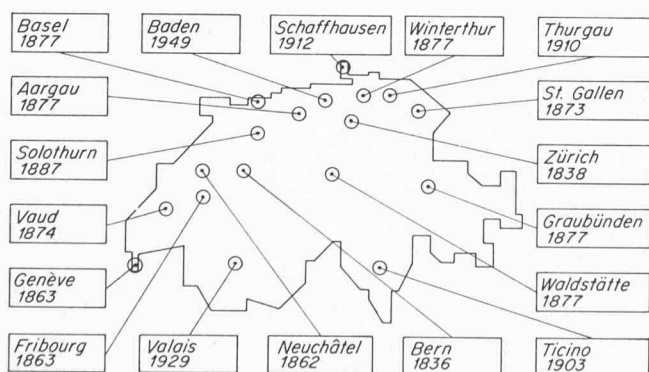 Basel
1877
Baden
1949
Schaffhausen
1912
Winterthur
1877
Thurgau
1910
Aargau
1877
St. Gallen
1873
Solothurn
1887
Zürich
1838
Vaud
1874
Graubünden
1877
Genève
1863
Waldstätte
1877
Fribourg
1863
Valais
1929
Neuchâtel
1862
Bern
1836
Ticino
1903